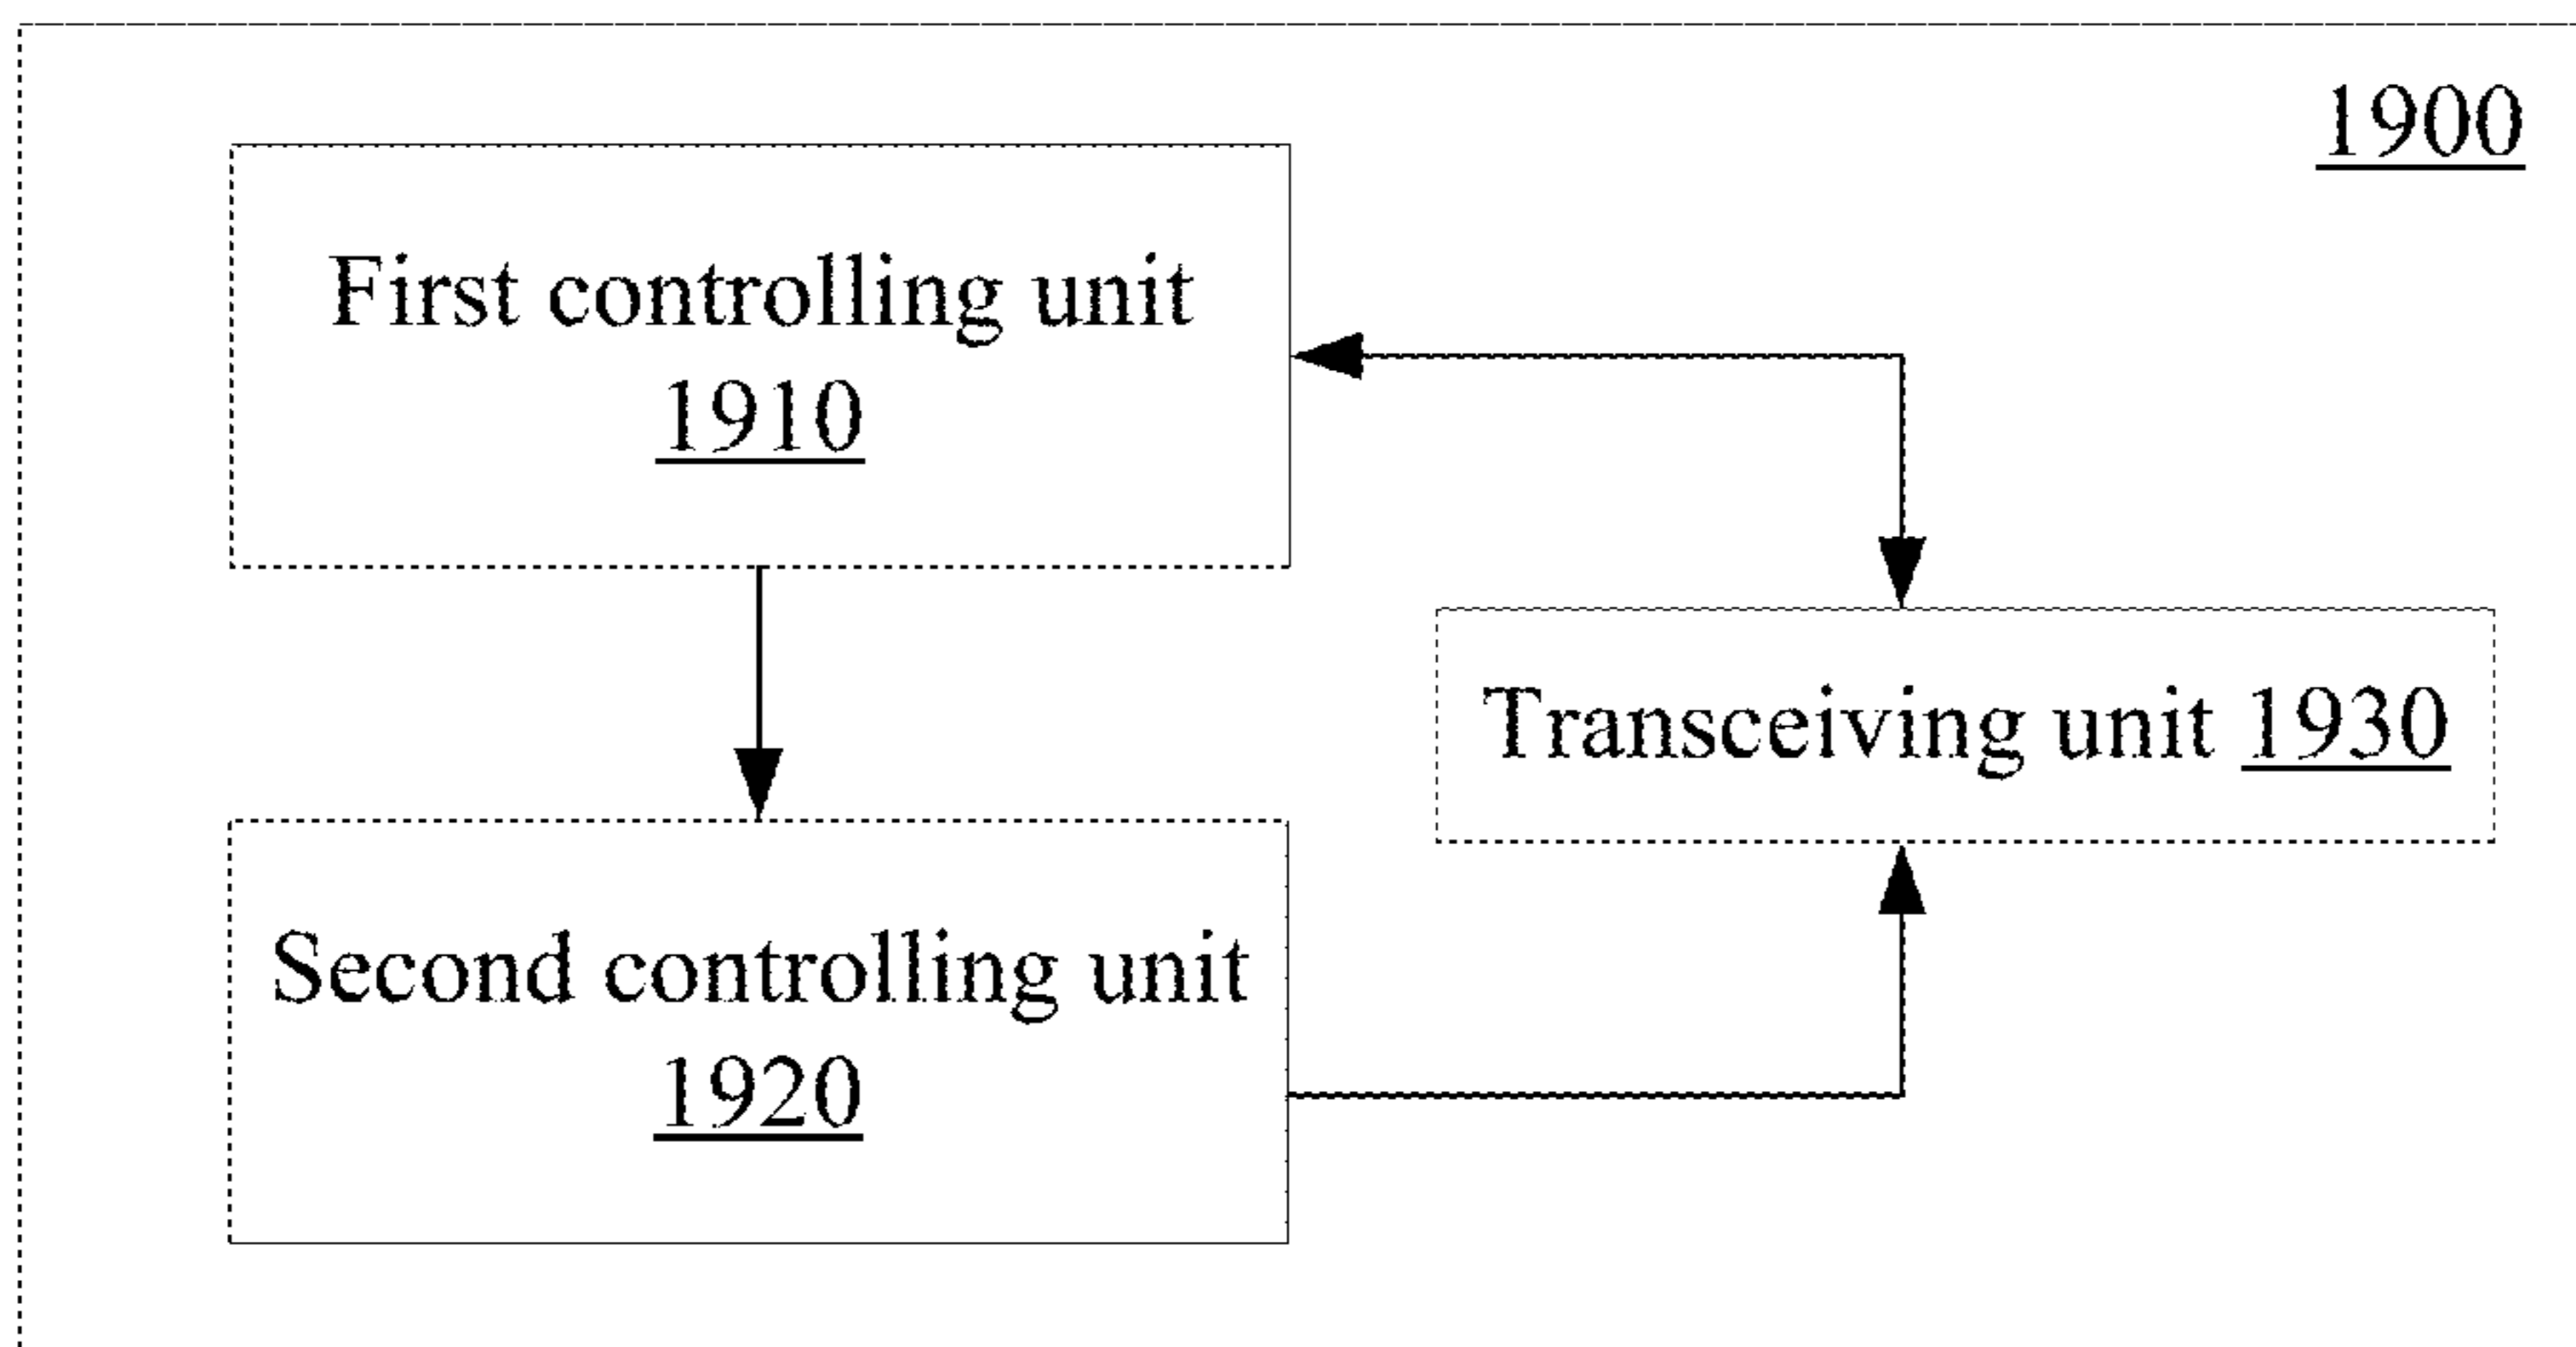 1900
First controlling unit
1910
Transceiving unit 1930
Second controlling unit
1920